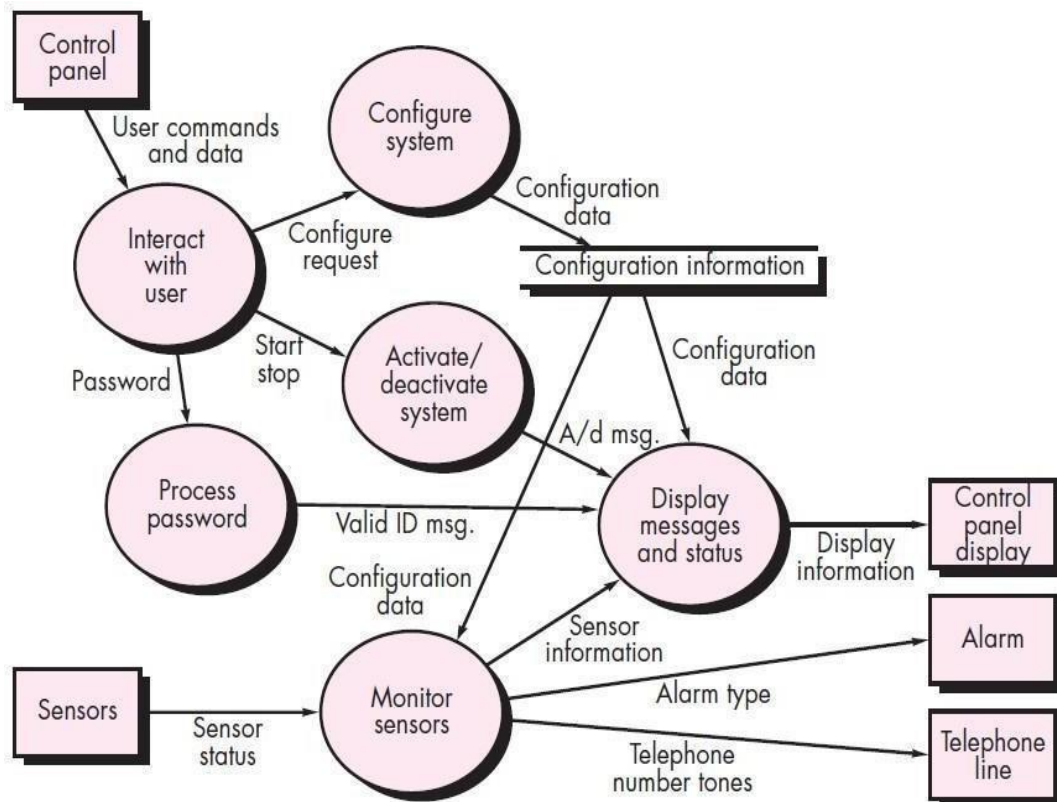 Control
panel
User commands
and data
Configure
system
Interact
with
user
Configure
request
Configuration
data
Configuration information
Start
stop
Activate/
deactivate
system
Configuration
data
Password
A/d msg.
Process
password
Valid ID msg.
Display
messages
and status
Control
panel
display
Display
information
Configuration
data
Sensor
information
Alarm
Sensors
Sensor
status
Monitor
sensors
Alarm type
Telephone
number tones
Telephone
line